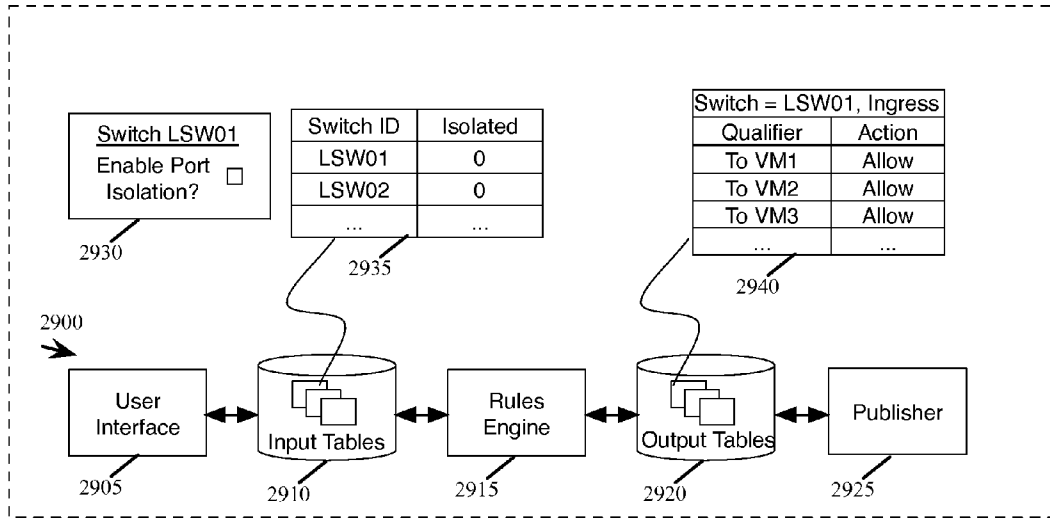 Switch LSW01
Enable Port
Isolation?
2930
Switch ID Isolated
LSW01 0
LSW02 0
... ...
2935
Switch = LSW01, Ingress
Qualifier Action
To VM1 Allow
To VM2 Allow
To VM3 Allow
... ...
2940
2900
User
Interface
2905
Input Tables
2910
Rules
Engine
2915
Output Tables
2920
Publisher
2925